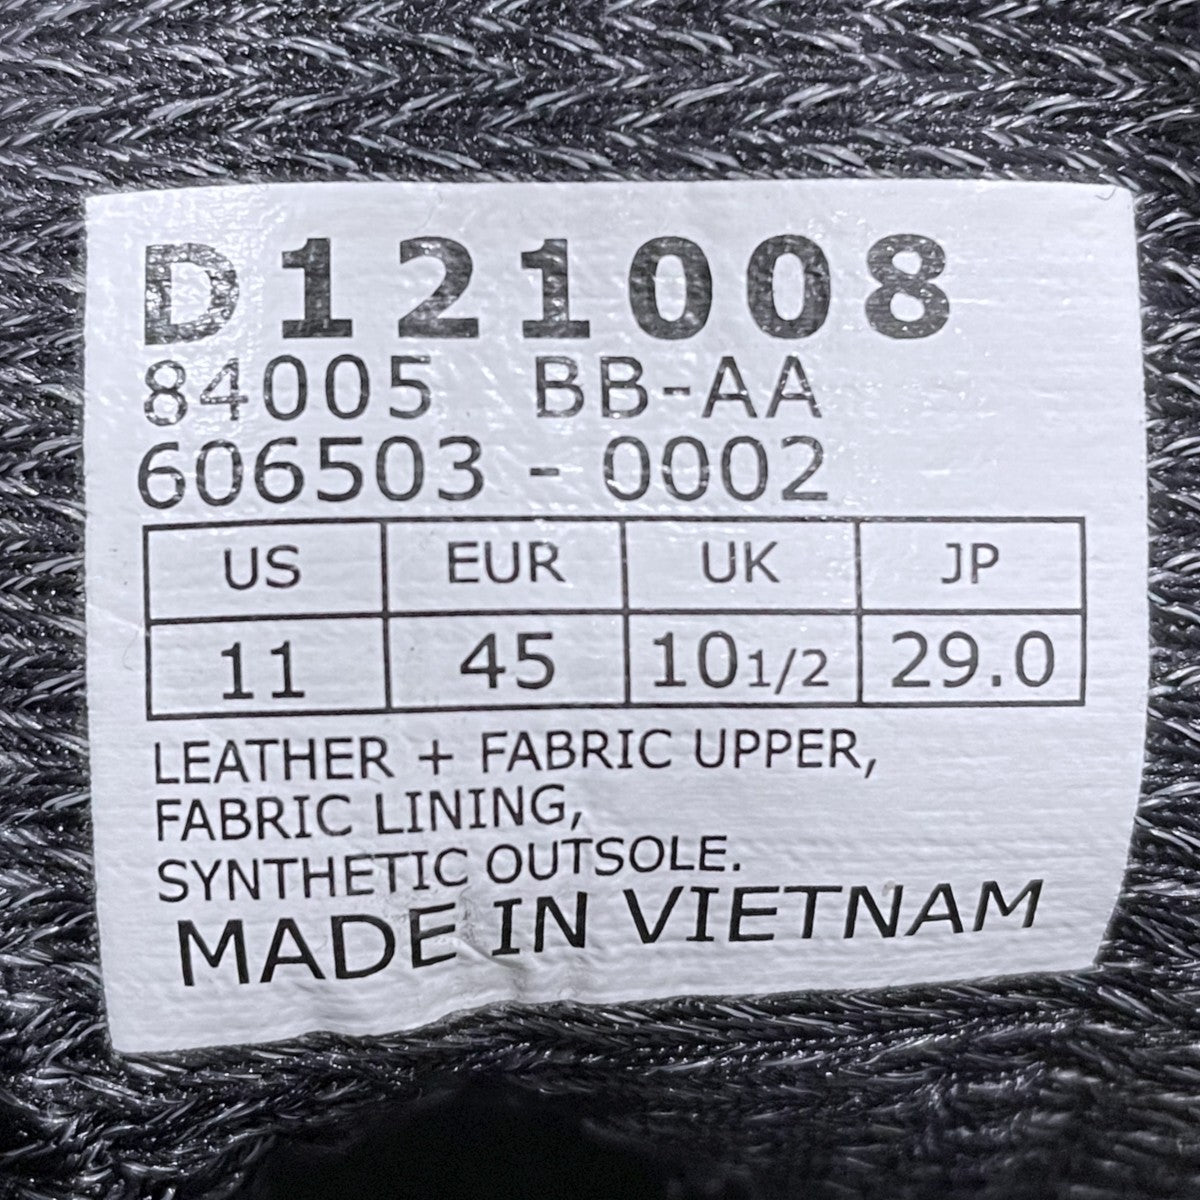 D121008
84005 BB-AA
606503 - 0002
US EUR UK JP
11 45 10 1/2 29.0
LEATHER + FABRIC UPPER,
FABRIC LINING,
SYNTHETIC OUTSOLE.
MADE IN VIETNAM